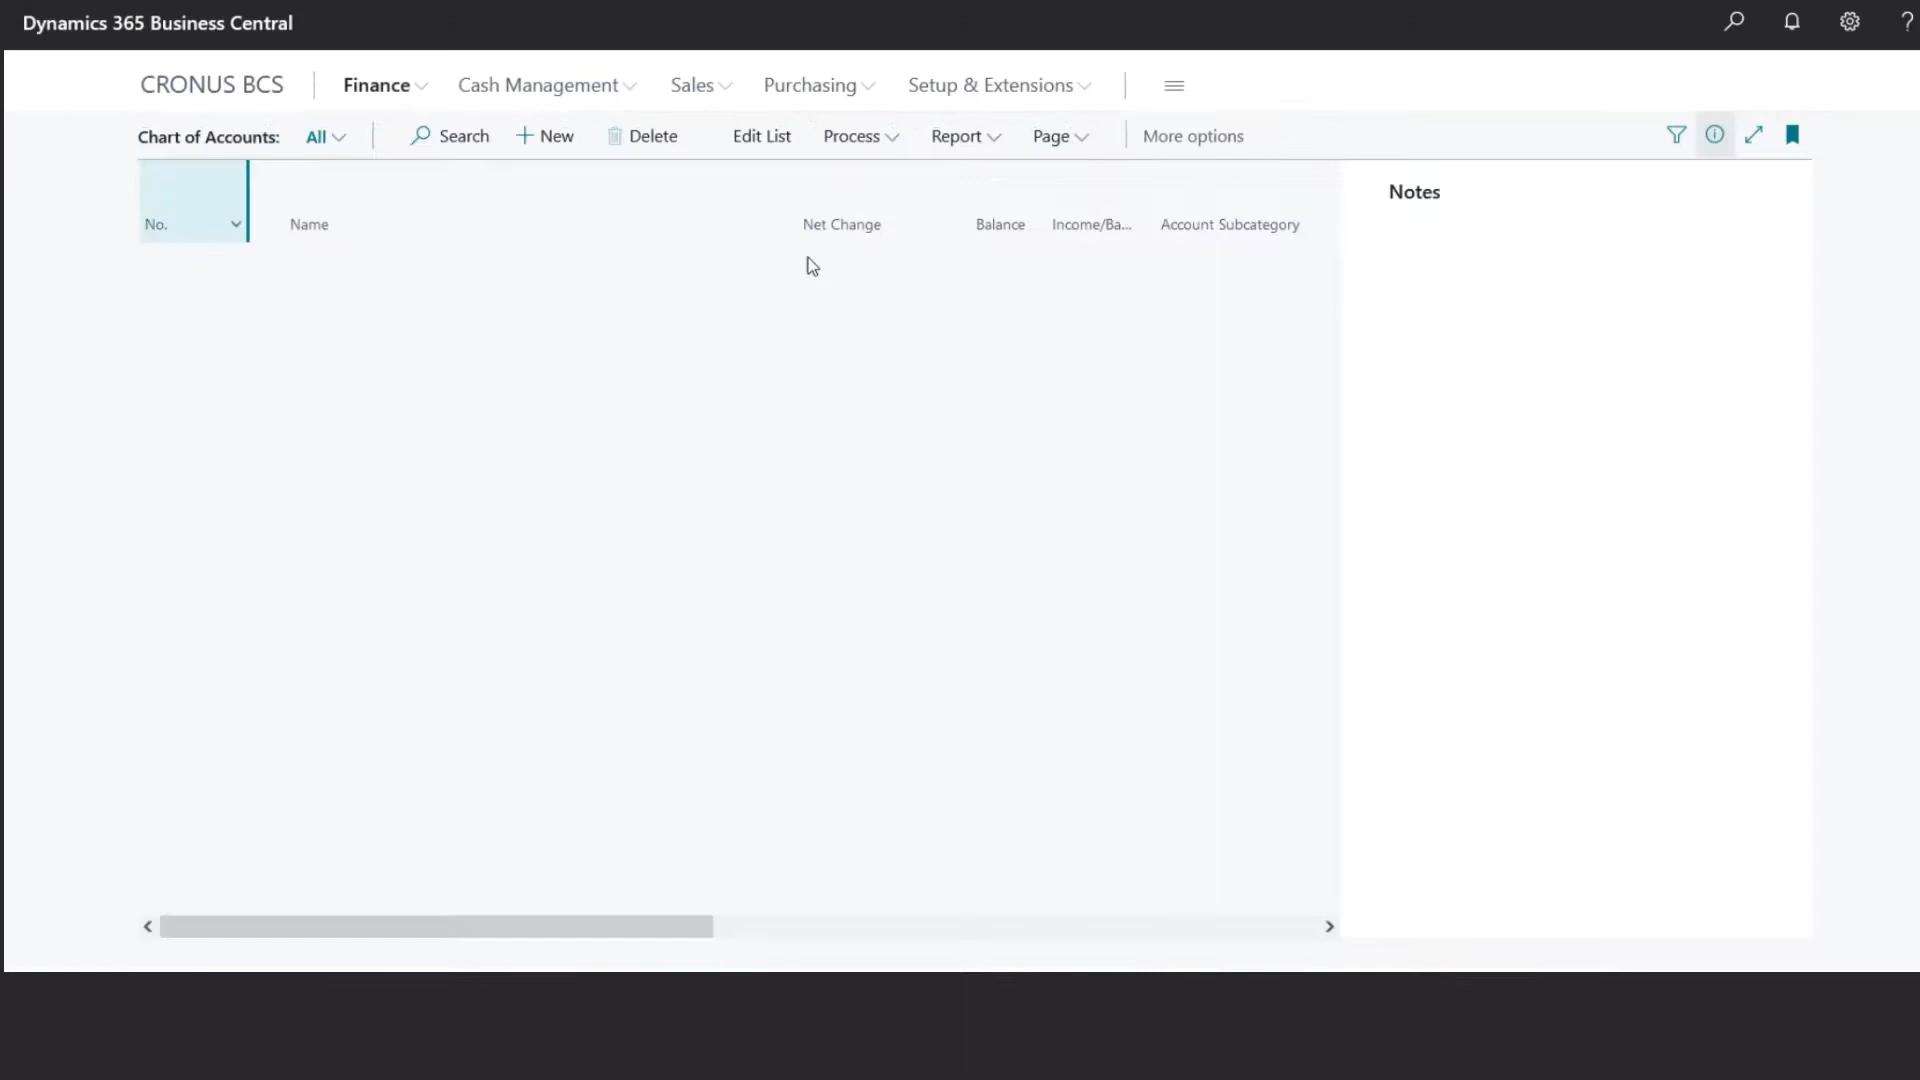 Dynamics 365 Business Central
?
CRONUS BCS Finance Cash Management Sales Purchasing Setup & Extensions
Chart of Accounts: All Search New Delete Edit List Process Report Page More options
Notes
No. Name Net Change Balance Income/Ba... Account Subcategory